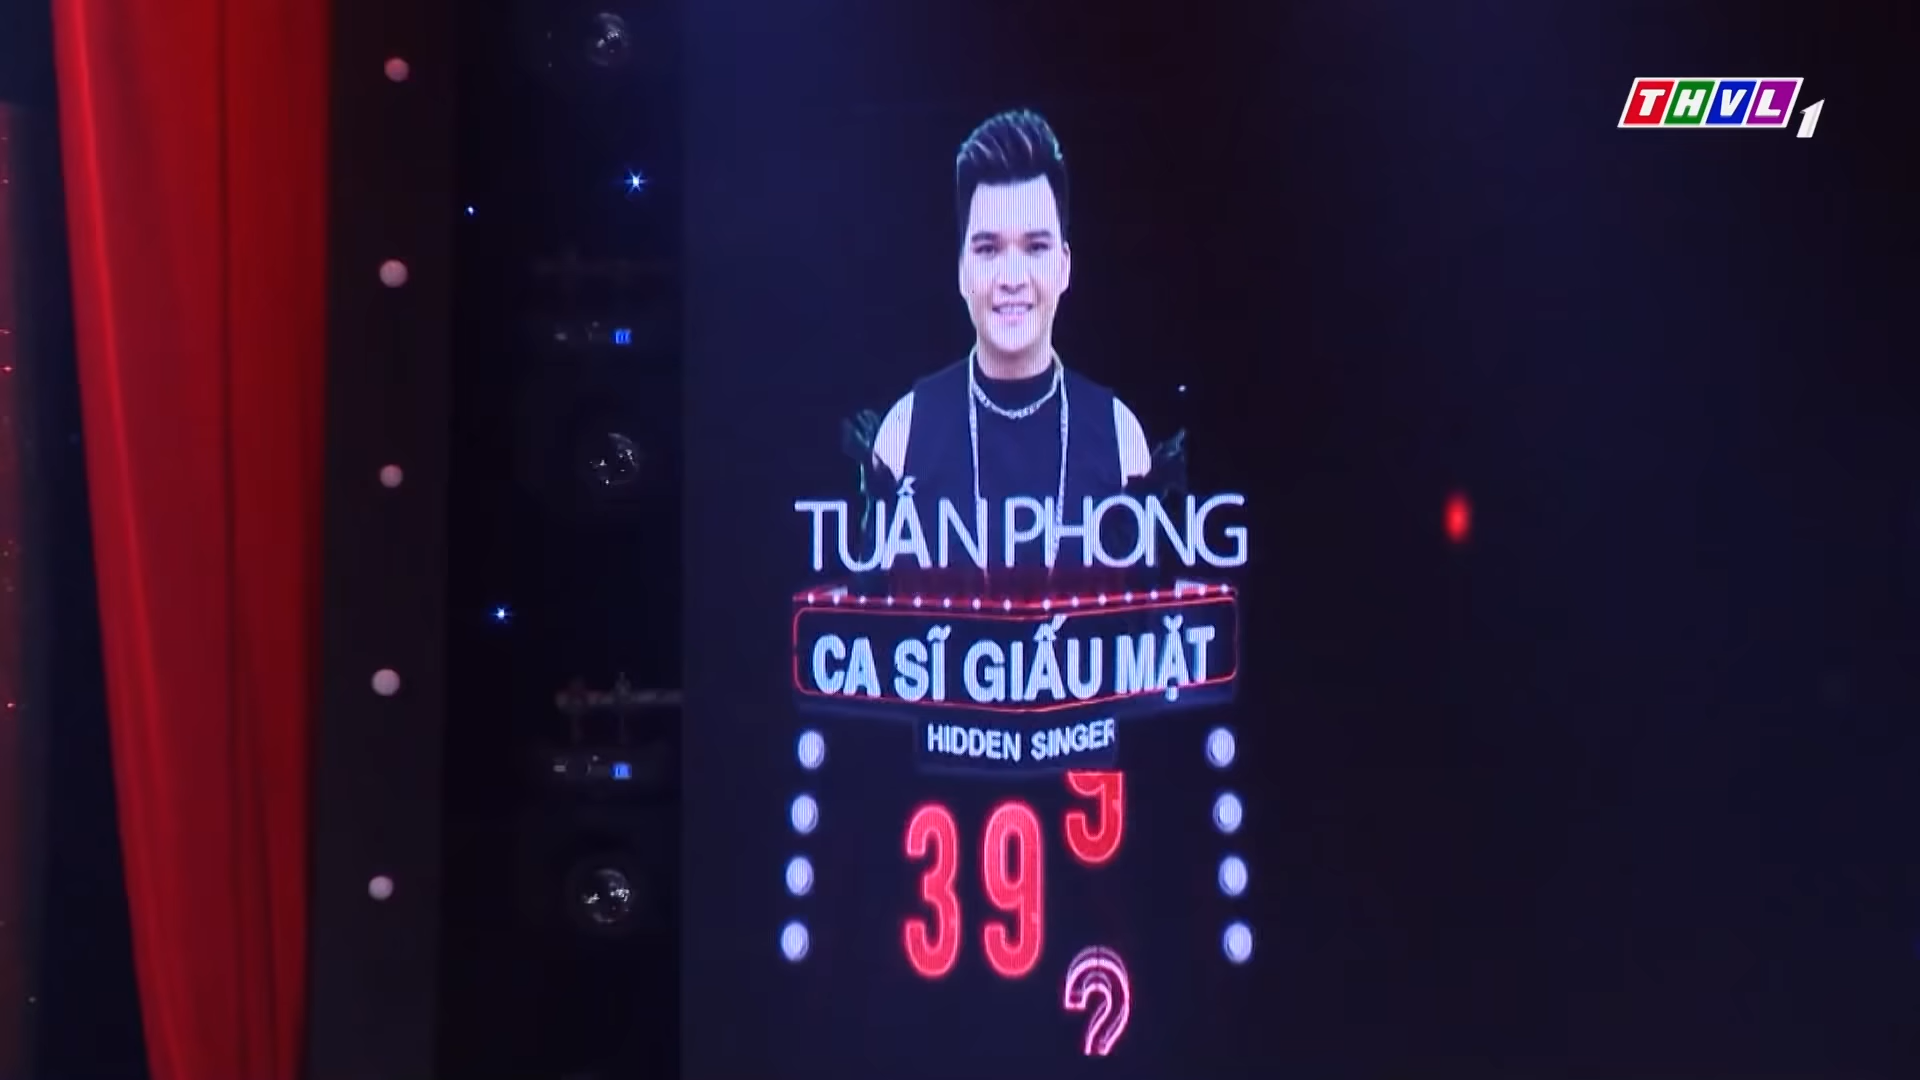 THVL1
TUẤN PHONG
CA SĨ GIẤU MẶT
HIDDEN SINGER
39